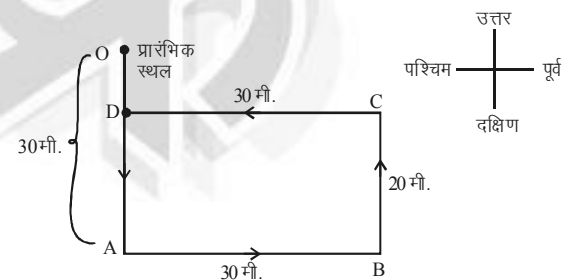 उत्तर
पश्चिम
पूर्व
दक्षिण
O
प्रारंभिक
स्थल
D
30 मी.
C
30मी.
20 मी.
A
30 मी.
B